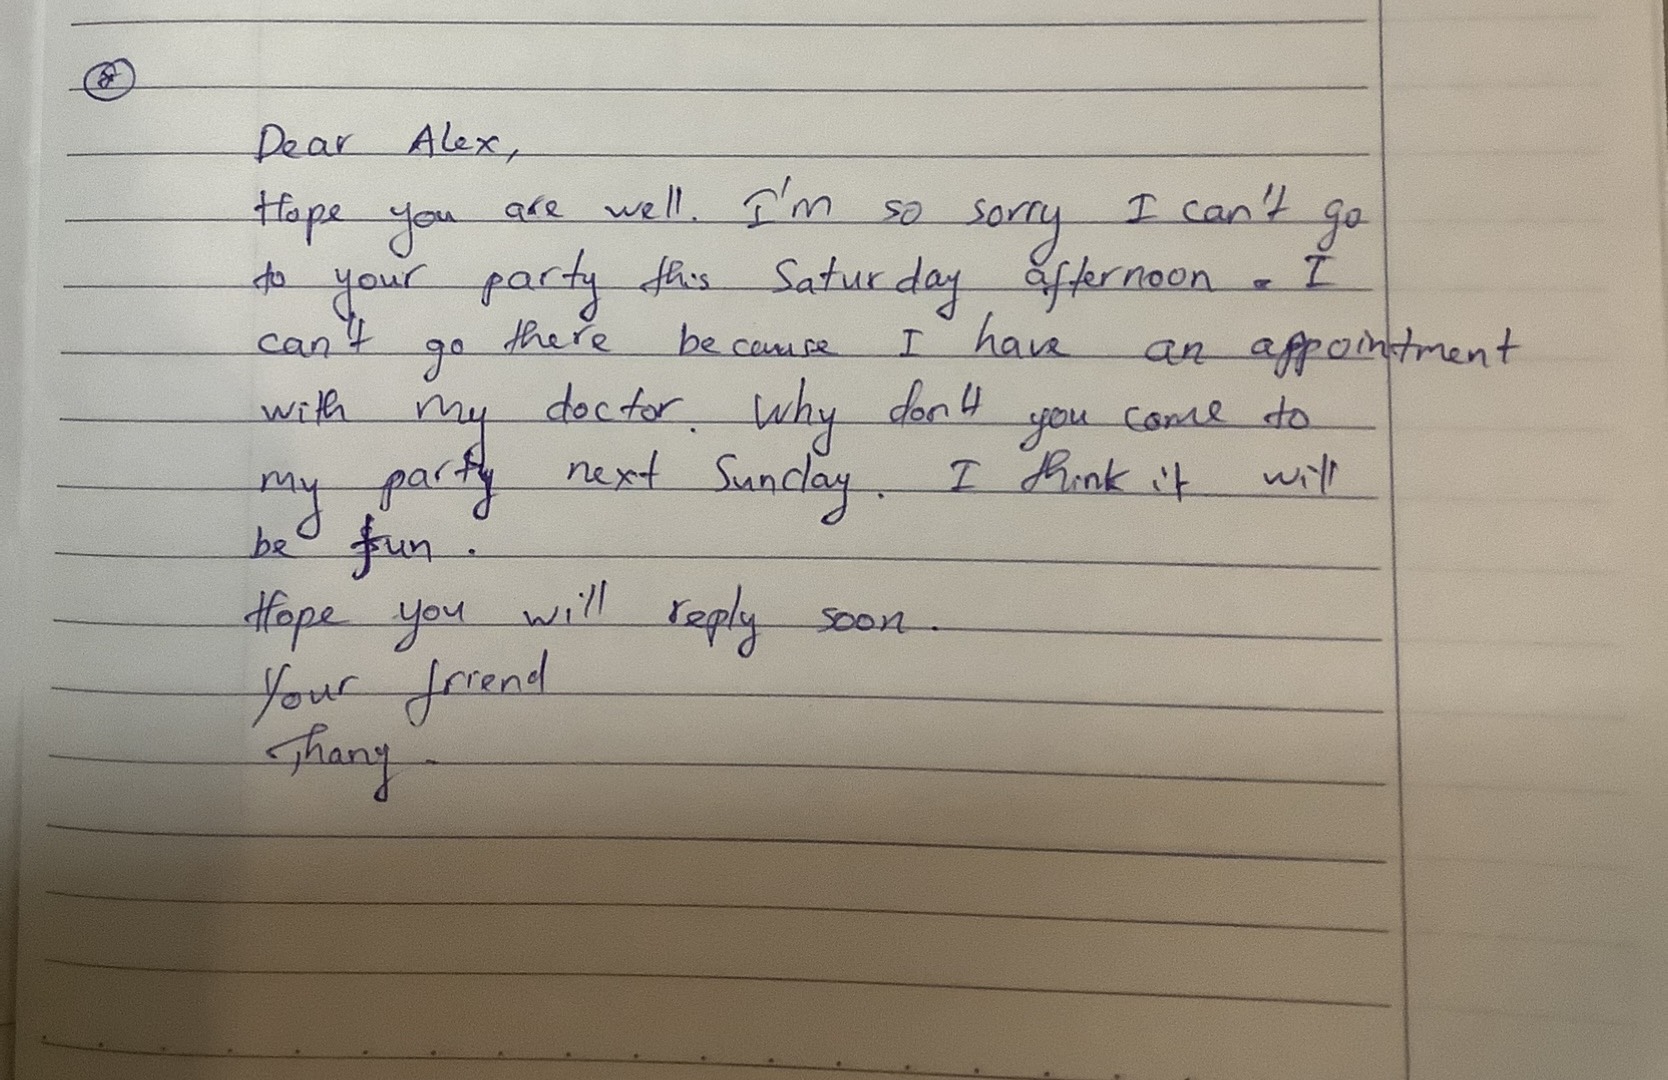 Dear Alex,
Hope you are well. I'm so sorry I can't go
to your party this Saturday afternoon. I
can't go there because I have an appointment
with my doctor. Why don't you come to
my party next Sunday. I think it will
be fun.
Hope you will reply soon.
Your friend
Thang.